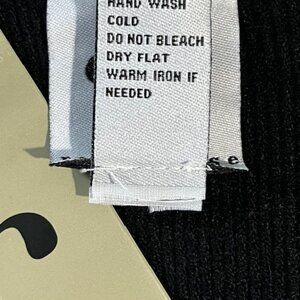 HAND WASH
COLD
DO NOT BLEACH
DRY FLAT
WARM IRON IF
NEEDED